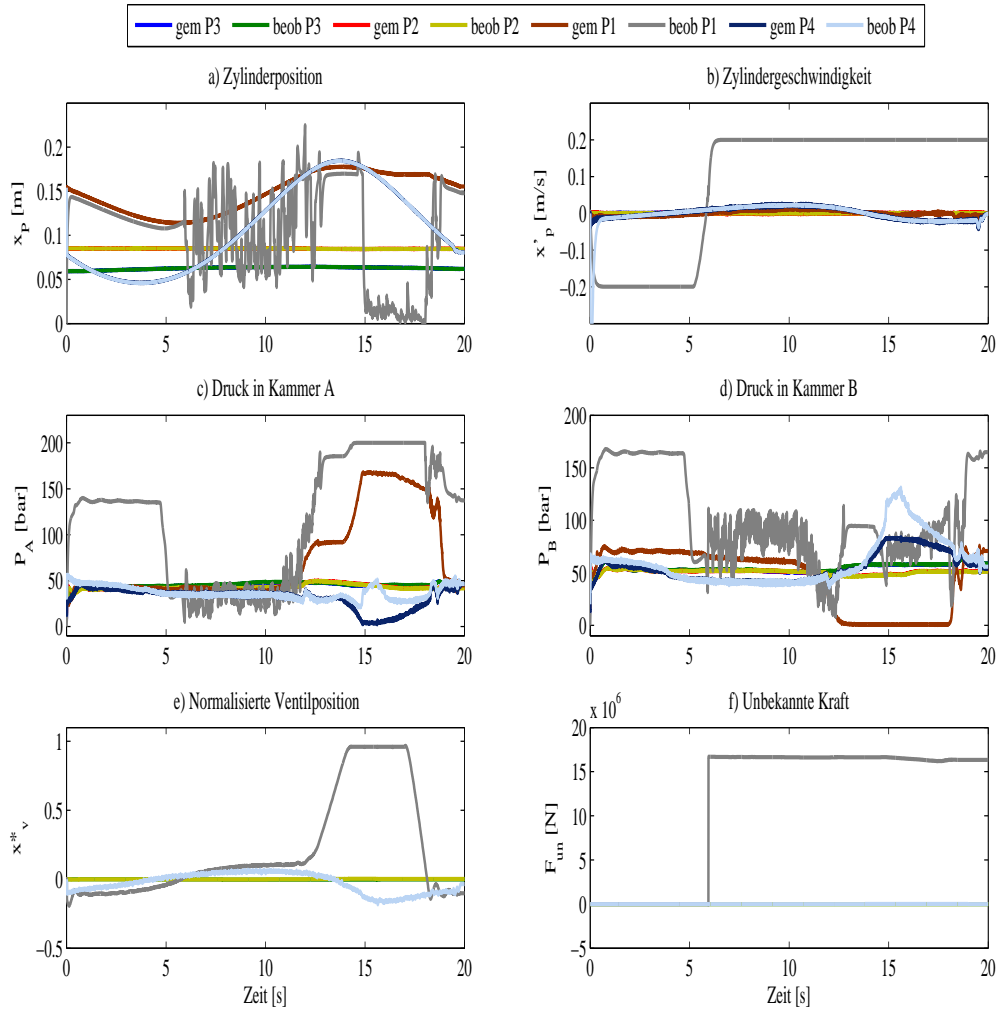 gem P3 beob P3 gem P2 beob P2 gem P1 beob P1 gem P4 beob P4
a) Zylinderposition
x_P [m]
0.2
0.15
0.1
0.05
0
0 5 10 15 20
b) Zylindergeschwindigkeit
x'_p [m/s]
0.2
0.1
0
−0.1
−0.2
0 5 10 15 20
c) Druck in Kammer A
P_A [bar]
200
150
100
50
0
0 5 10 15 20
d) Druck in Kammer B
P_B [bar]
200
150
100
50
0
0 5 10 15 20
e) Normalisierte Ventilposition
x*_v
1
0.5
0
−0.5
0 5 10 15 20
Zeit [s]
f) Unbekannte Kraft
x 10^6
F_un [N]
20
15
10
5
0
−5
0 5 10 15 20
Zeit [s]